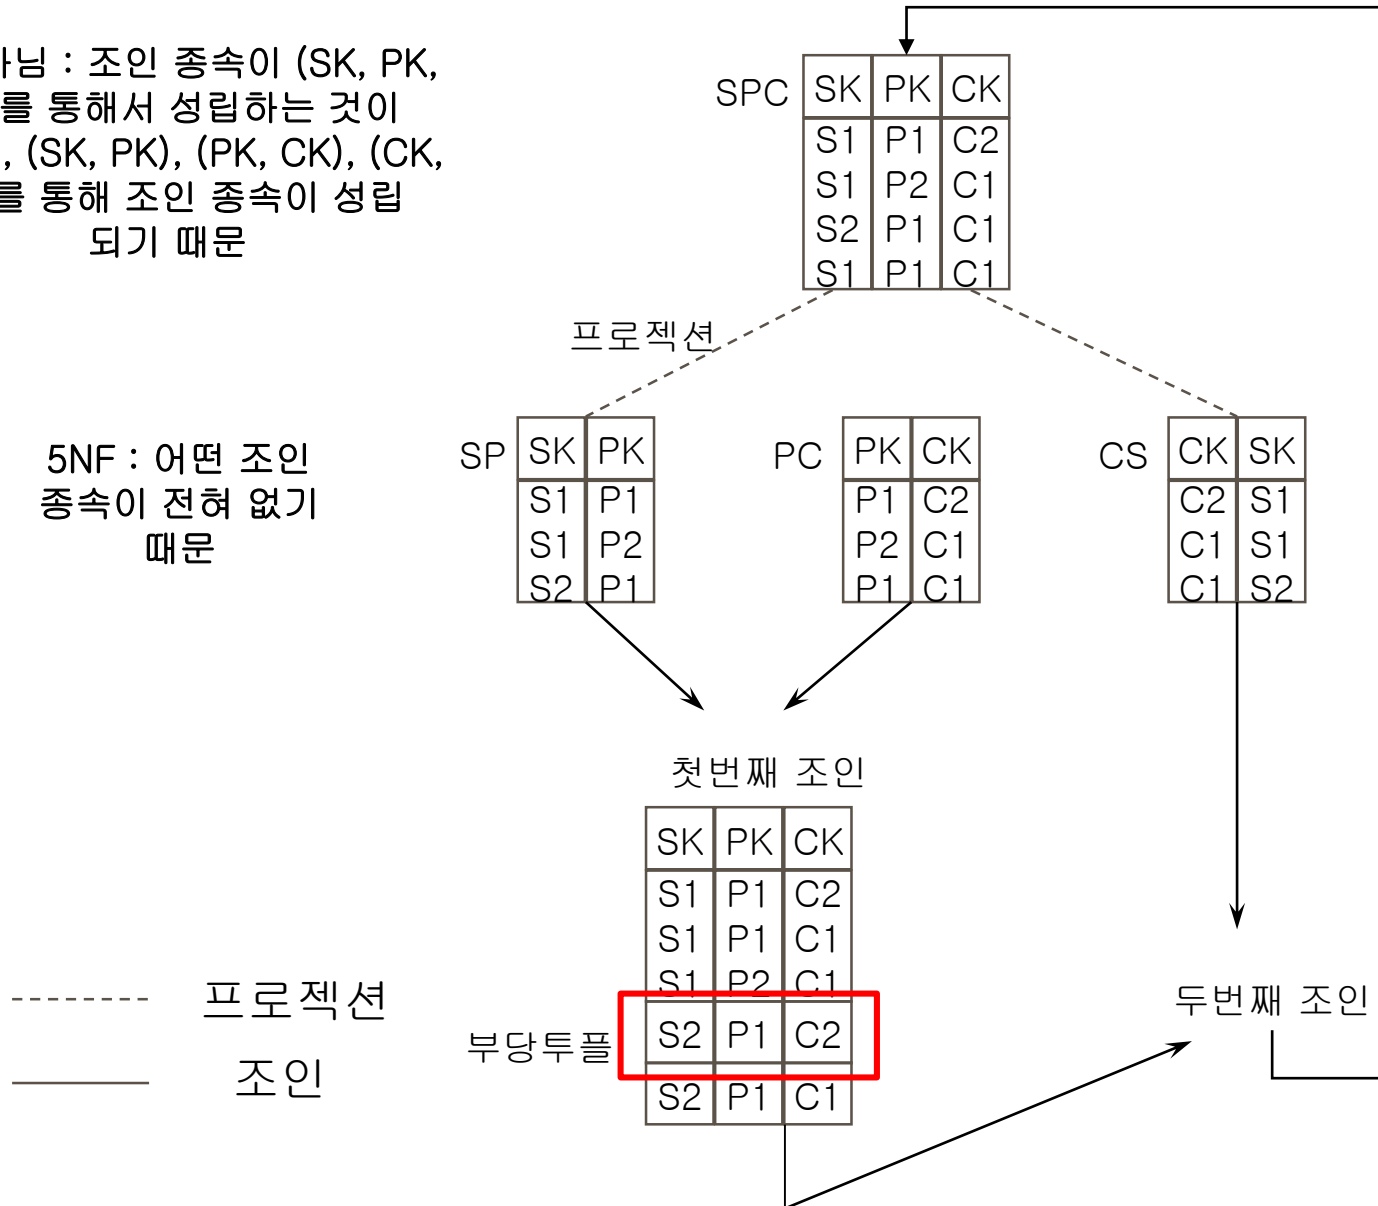 아님 : 조인 종속이 (SK, PK,
를 통해서 성립하는 것이
, (SK, PK), (PK, CK), (CK,
를 통해 조인 종속이 성립
되기 때문
SPC
SK PK CK
S1 P1 C2
S1 P2 C1
S2 P1 C1
S1 P1 C1
프로젝션
5NF : 어떤 조인
종속이 전혀 없기
때문
SP
SK PK
S1 P1
S1 P2
S2 P1
PC
PK CK
P1 C2
P2 C1
P1 C1
CS
CK SK
C2 S1
C1 S1
C1 S2
첫번째 조인
SK PK CK
S1 P1 C2
S1 P1 C1
S1 P2 C1
부당투플
S2 P1 C2
S2 P1 C1
두번째 조인
프로젝션
조인